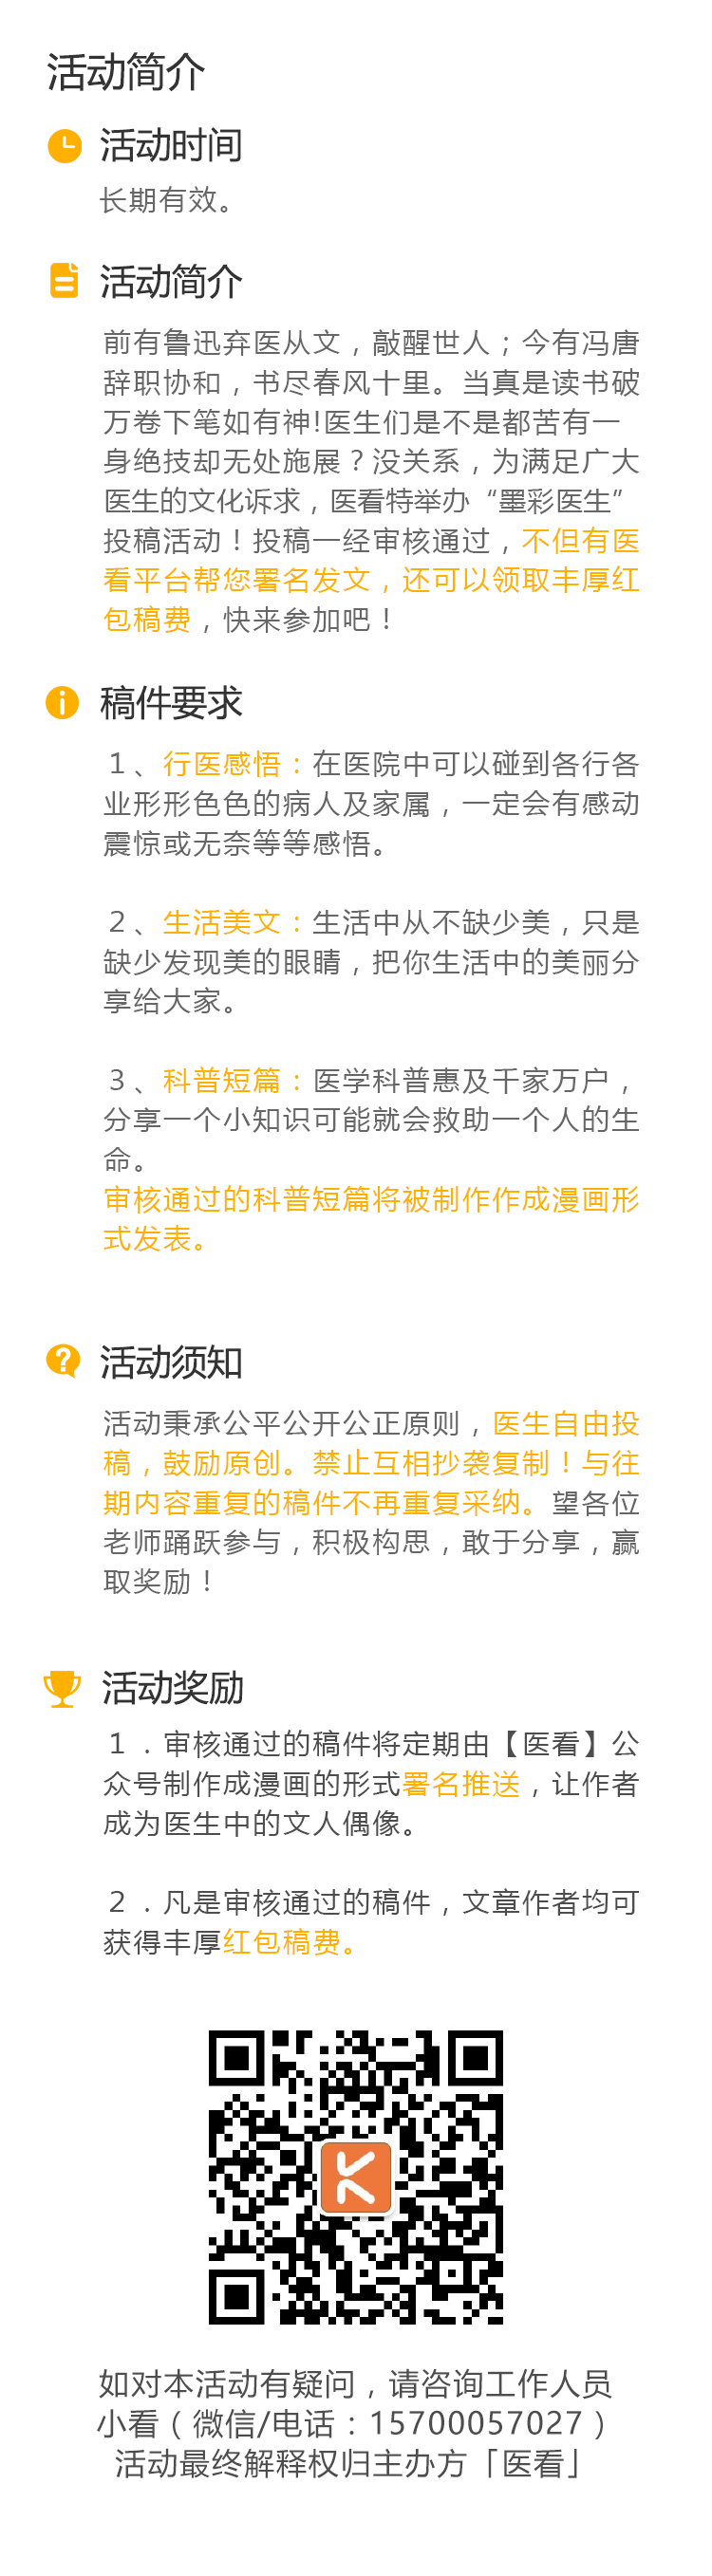 活动简介
活动时间
长期有效。
活动简介
前有鲁迅弃医从文，敲醒世人；今有冯唐
辞职协和，书尽春风十里。当真是读书破
万卷下笔如有神!医生们是不是都苦有一
身绝技却无处施展？没关系，为满足广大
医生的文化诉求，医看特举办“墨彩医生”
投稿活动！投稿一经审核通过，不但有医
看平台帮您署名发文，还可以领取丰厚红
包稿费，快来参加吧！
稿件要求
1、行医感悟：在医院中可以碰到各行各
业形形色色的病人及家属，一定会有感动
震惊或无奈等等感悟。
2、生活美文：生活中从不缺少美，只是
缺少发现美的眼睛，把你生活中的美丽分
享给大家。
3、科普短篇：医学科普惠及千家万户，
分享一个小知识可能就会救助一个人的生
命。
审核通过的科普短篇将被制作作成漫画形
式发表。
活动须知
活动秉承公平公开公正原则，医生自由投
稿，鼓励原创。禁止互相抄袭复制！与往
期内容重复的稿件不再重复采纳。望各位
老师踊跃参与，积极构思，敢于分享，赢
取奖励！
活动奖励
1．审核通过的稿件将定期由【医看】公
众号制作成漫画的形式署名推送，让作者
成为医生中的文人偶像。
2．凡是审核通过的稿件，文章作者均可
获得丰厚红包稿费。
如对本活动有疑问，请咨询工作人员
小看（微信/电话：15700057027）
活动最终解释权归主办方「医看」